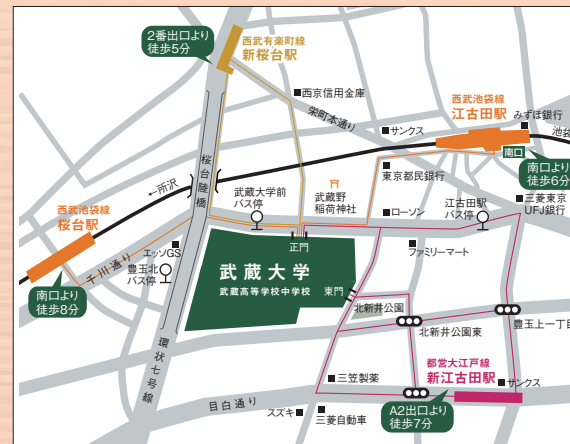 2番出口より
徒歩5分
西武有楽町線
新桜台駅
西京信用金庫
栄町本通り
サンクス
西武池袋線
江古田駅
みずほ銀行
池袋
南口
南口より
徒歩6分
東京都民銀行
三菱東京
UFJ銀行
桜台陸橋
←所沢
武蔵大学前
バス停
武蔵野
稲荷神社
ローソン
江古田駅
バス停
西武池袋線
桜台駅
エッソGS
千川通り
豊玉北
バス停
南口より
徒歩8分
正門
武蔵大学
武蔵高等学校中学校
東門
ファミリーマート
北新井公園
北新井公園東
豊玉上一丁目
環状七号線
都営大江戸線
新江古田駅
サンクス
三笠製薬
目白通り
スズキ
三菱自動車
A2出口より
徒歩7分